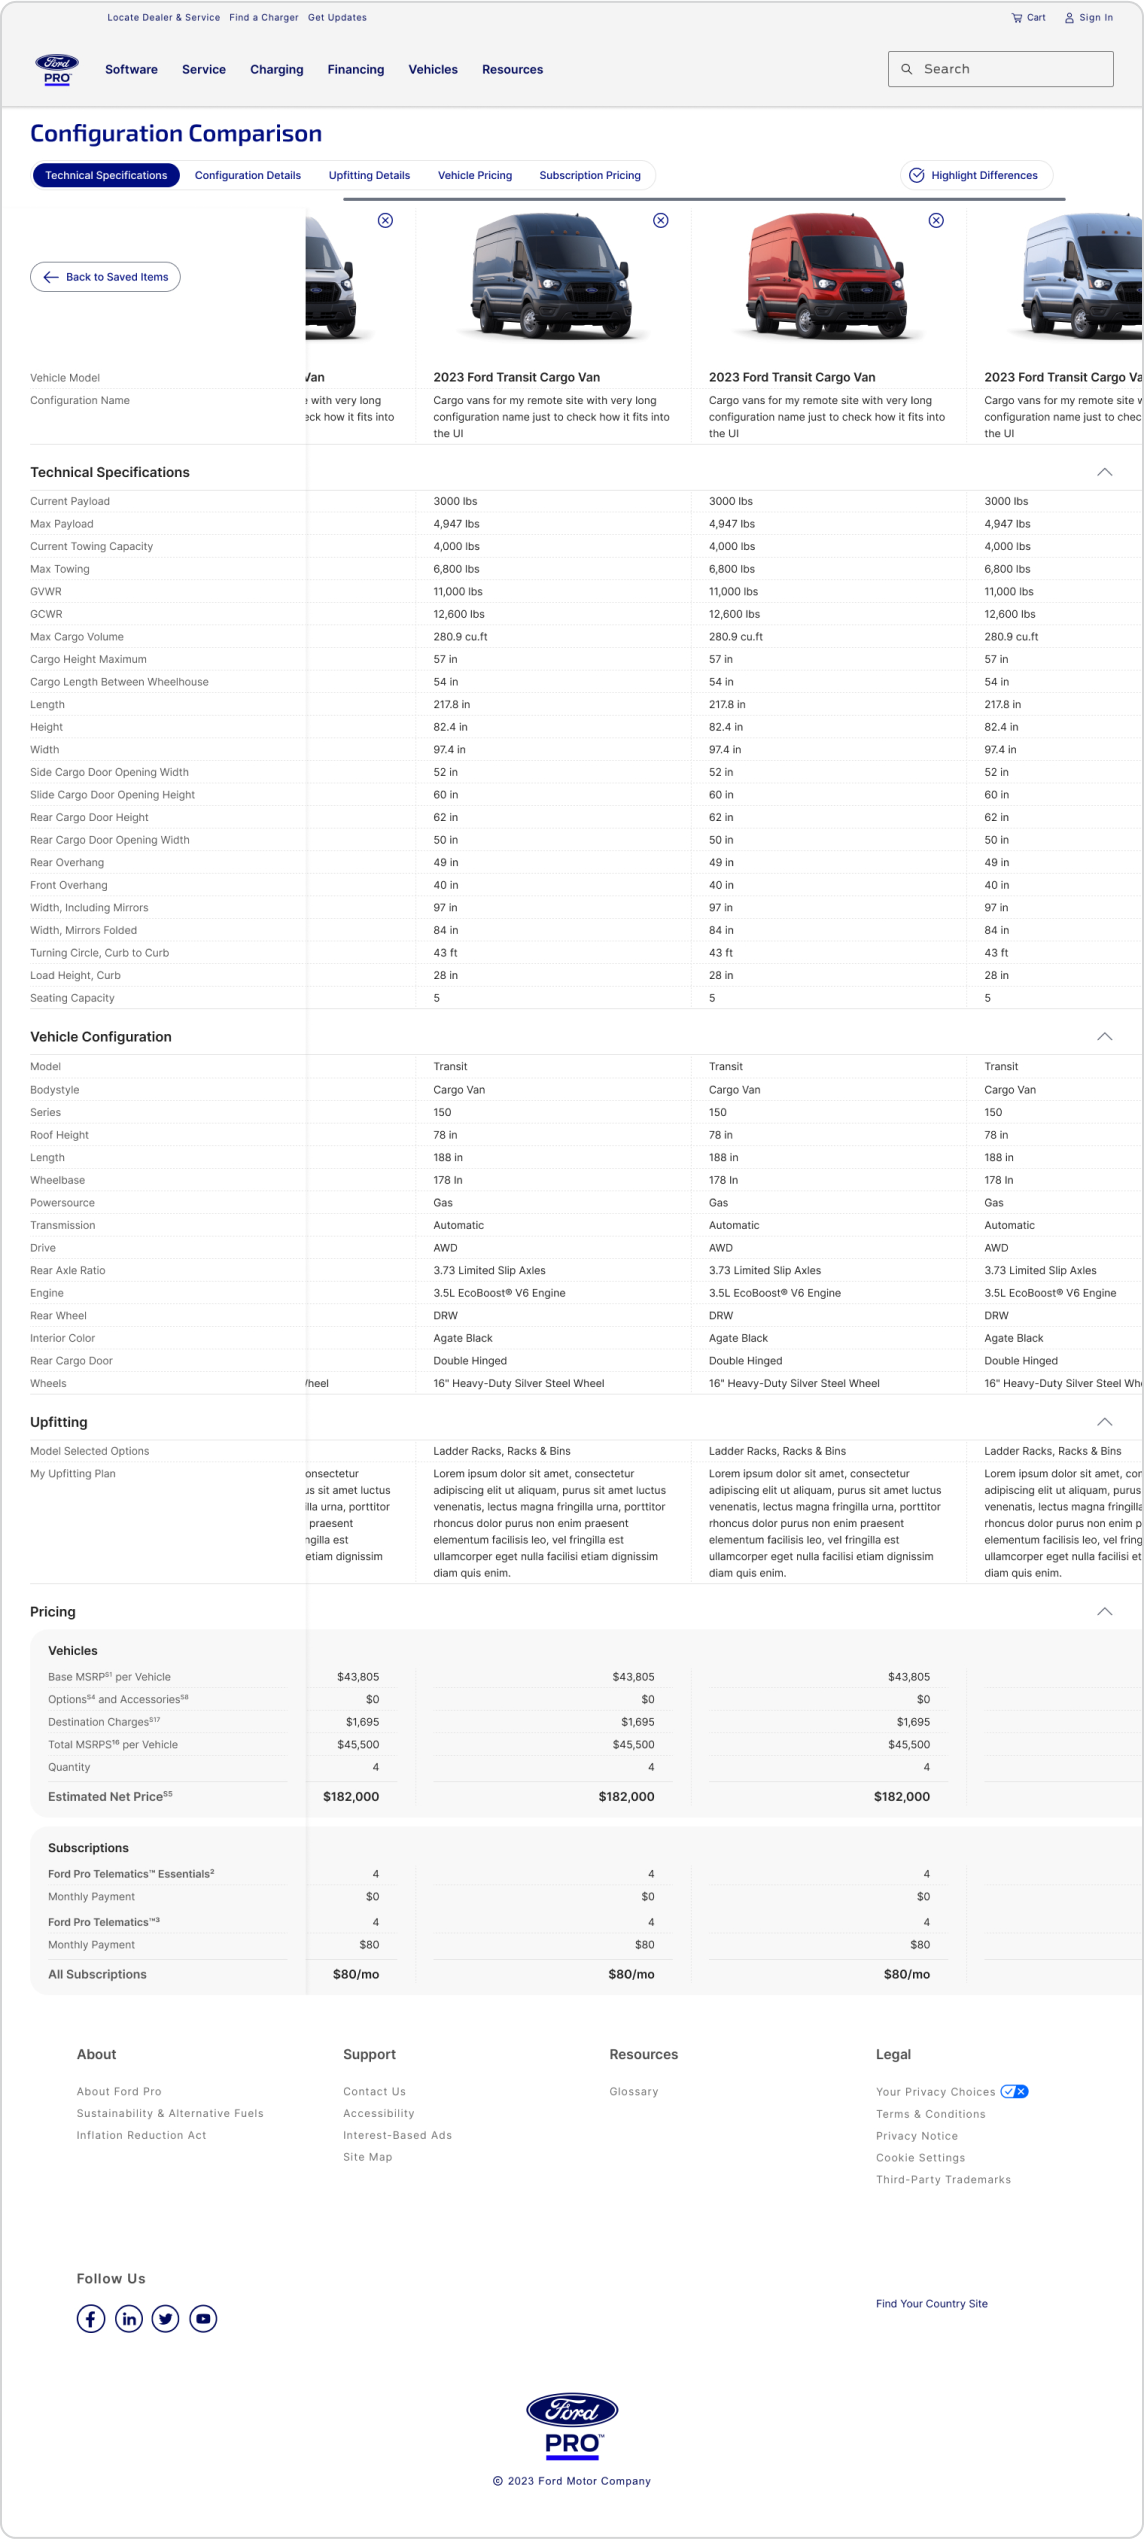 Locate Dealer & Service Find a Charger Get Updates Cart Sign In
Ford PRO™ Software Service Charging Financing Vehicles Resources Search
Configuration Comparison
Technical Specifications Configuration Details Upfitting Details Vehicle Pricing Subscription Pricing Highlight Differences
Back to Saved Items
Vehicle Model Van 2023 Ford Transit Cargo Van 2023 Ford Transit Cargo Van 2023 Ford Transit Cargo Va
Configuration Name with very long Cargo vans for my remote site with very long Cargo vans for my remote site with very long Cargo vans for my remote site
eck how it fits into configuration name just to check how it fits into configuration name just to check how it fits into configuration name just to chec
the UI the UI the UI
Technical Specifications
Current Payload 3000 lbs 3000 lbs 3000 lbs
Max Payload 4,947 lbs 4,947 lbs 4,947 lbs
Current Towing Capacity 4,000 lbs 4,000 lbs 4,000 lbs
Max Towing 6,800 lbs 6,800 lbs 6,800 lbs
GVWR 11,000 lbs 11,000 lbs 11,000 lbs
GCWR 12,600 lbs 12,600 lbs 12,600 lbs
Max Cargo Volume 280.9 cu.ft 280.9 cu.ft 280.9 cu.ft
Cargo Height Maximum 57 in 57 in 57 in
Cargo Length Between Wheelhouse 54 in 54 in 54 in
Length 217.8 in 217.8 in 217.8 in
Height 82.4 in 82.4 in 82.4 in
Width 97.4 in 97.4 in 97.4 in
Side Cargo Door Opening Width 52 in 52 in 52 in
Slide Cargo Door Opening Height 60 in 60 in 60 in
Rear Cargo Door Height 62 in 62 in 62 in
Rear Cargo Door Opening Width 50 in 50 in 50 in
Rear Overhang 49 in 49 in 49 in
Front Overhang 40 in 40 in 40 in
Width, Including Mirrors 97 in 97 in 97 in
Width, Mirrors Folded 84 in 84 in 84 in
Turning Circle, Curb to Curb 43 ft 43 ft 43 ft
Load Height, Curb 28 in 28 in 28 in
Seating Capacity 5 5 5
Vehicle Configuration
Model Transit Transit Transit
Bodystyle Cargo Van Cargo Van Cargo Van
Series 150 150 150
Roof Height 78 in 78 in 78 in
Length 188 in 188 in 188 in
Wheelbase 178 In 178 In 178 In
Powersource Gas Gas Gas
Transmission Automatic Automatic Automatic
Drive AWD AWD AWD
Rear Axle Ratio 3.73 Limited Slip Axles 3.73 Limited Slip Axles 3.73 Limited Slip Axles
Engine 3.5L EcoBoost® V6 Engine 3.5L EcoBoost® V6 Engine 3.5L EcoBoost® V6 Engine
Rear Wheel DRW DRW DRW
Interior Color Agate Black Agate Black Agate Black
Rear Cargo Door Double Hinged Double Hinged Double Hinged
Wheels heel 16" Heavy-Duty Silver Steel Wheel 16" Heavy-Duty Silver Steel Wheel 16" Heavy-Duty Silver Steel Whe
Upfitting
Model Selected Options Ladder Racks, Racks & Bins Ladder Racks, Racks & Bins Ladder Racks, Racks & Bins
My Upfitting Plan onsectetur Lorem ipsum dolor sit amet, consectetur Lorem ipsum dolor sit amet, consectetur Lorem ipsum dolor sit amet, con
us sit amet luctus adipiscing elit ut aliquam, purus sit amet luctus adipiscing elit ut aliquam, purus sit amet luctus adipiscing elit ut aliquam, purus
illa urna, porttitor venenatis, lectus magna fringilla urna, porttitor venenatis, lectus magna fringilla urna, porttitor venenatis, lectus magna fringilla
praesent rhoncus dolor purus non enim praesent rhoncus dolor purus non enim praesent rhoncus dolor purus non enim p
ngilla est elementum facilisis leo, vel fringilla est elementum facilisis leo, vel fringilla est elementum facilisis leo, vel fring
etiam dignissim ullamcorper eget nulla facilisi etiam dignissim ullamcorper eget nulla facilisi etiam dignissim ullamcorper eget nulla facilisi et
diam quis enim. diam quis enim. diam quis enim.
Pricing
Vehicles
Base MSRP⁵¹ per Vehicle $43,805 $43,805 $43,805
Options⁵⁴ and Accessories⁵⁸ $0 $0 $0
Destination Charges⁵¹⁷ $1,695 $1,695 $1,695
Total MSRPS¹⁶ per Vehicle $45,500 $45,500 $45,500
Quantity 4 4 4
Estimated Net Price⁵⁵ $182,000 $182,000 $182,000
Subscriptions
Ford Pro Telematics™ Essentials² 4 4 4
Monthly Payment $0 $0 $0
Ford Pro Telematics™³ 4 4 4
Monthly Payment $80 $80 $80
All Subscriptions $80/mo $80/mo $80/mo
About Support Resources Legal
About Ford Pro Contact Us Glossary Your Privacy Choices
Sustainability & Alternative Fuels Accessibility Terms & Conditions
Inflation Reduction Act Interest-Based Ads Privacy Notice
Site Map Cookie Settings
Third-Party Trademarks
Follow Us
Find Your Country Site
Ford
PRO™
© 2023 Ford Motor Company